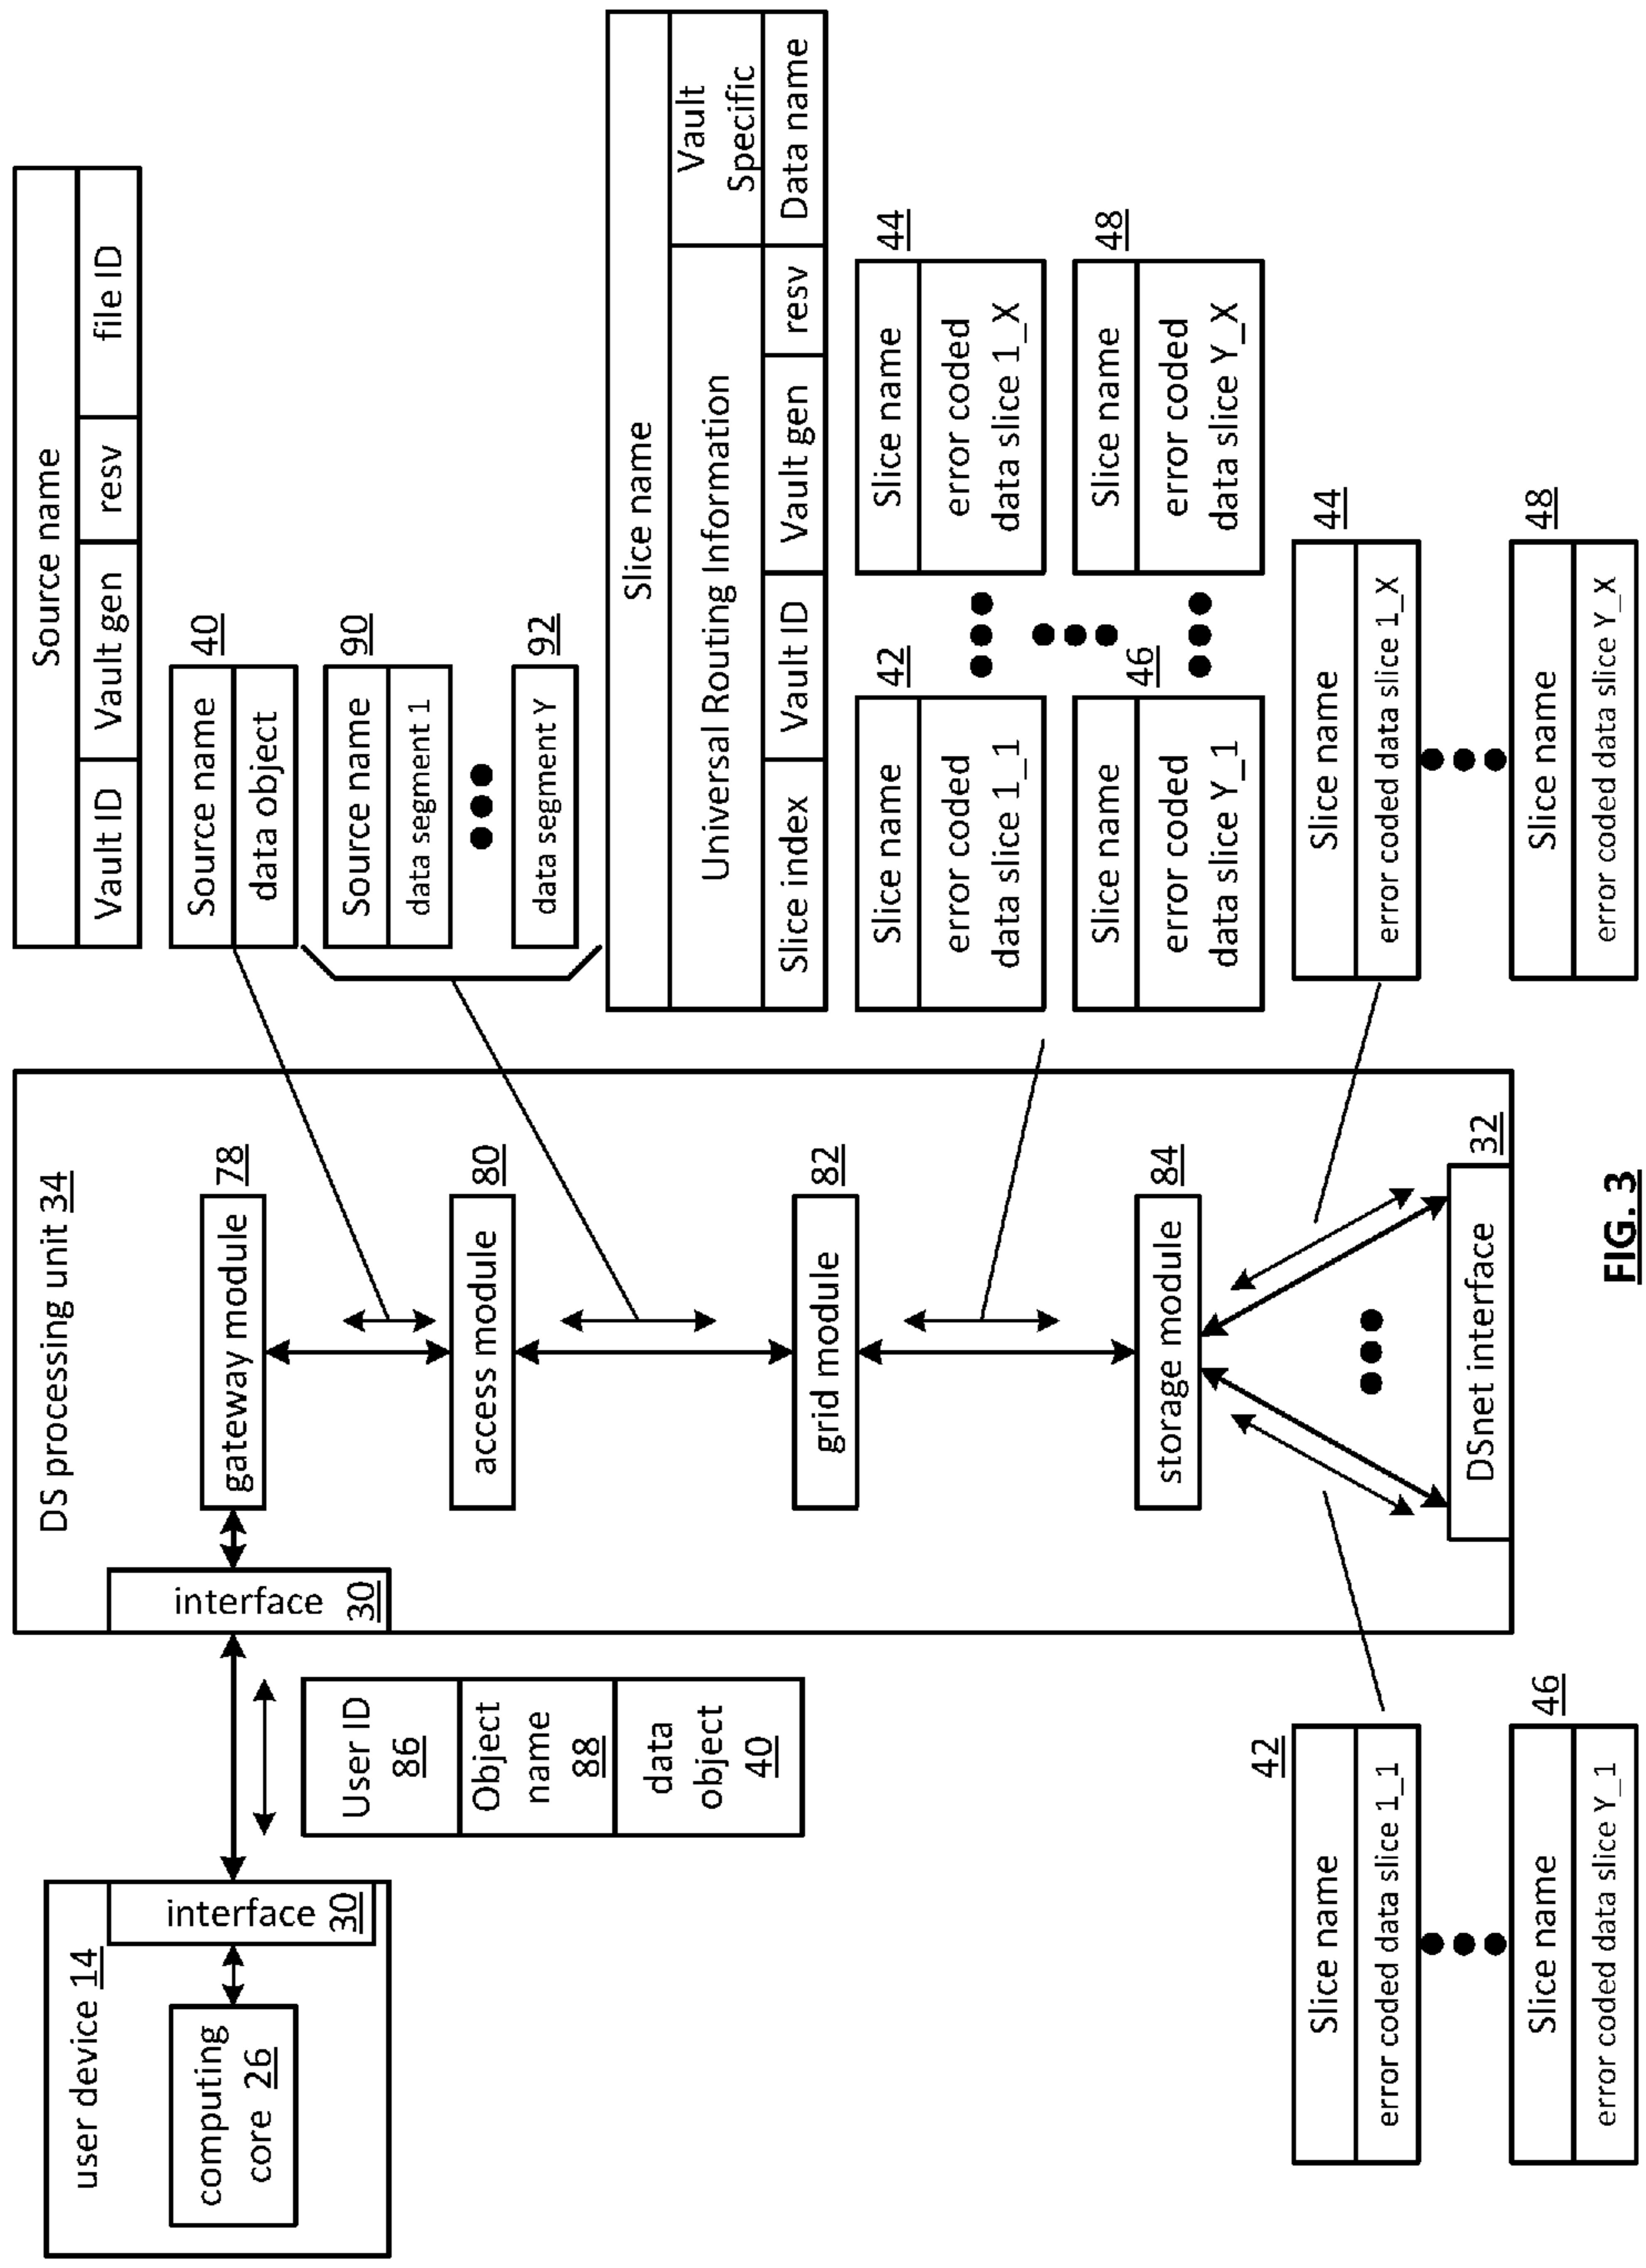 user device 14
computing
core 26
interface
30
User ID
86
Object
name
88
data
object
40
DS processing unit 34
interface
30
gateway module
78
access module
80
grid module
82
storage module
84
DSnet interface
32
Source name
Vault ID
Vault gen
resv
file ID
Source name
data object
40
Source name
data segment 1
90
data segment Y
92
Slice name
Universal Routing Information
Vault
Specific
Slice index
Vault ID
Vault gen
resv
Data name
Slice name
error coded
data slice 1_1
42
Slice name
error coded
data slice 1_X
44
Slice name
error coded
data slice Y_1
46
Slice name
error coded
data slice Y_X
48
Slice name
error coded data slice 1_1
42
Slice name
error coded data slice Y_1
46
Slice name
error coded data slice 1_X
44
Slice name
error coded data slice Y_X
48
FIG. 3